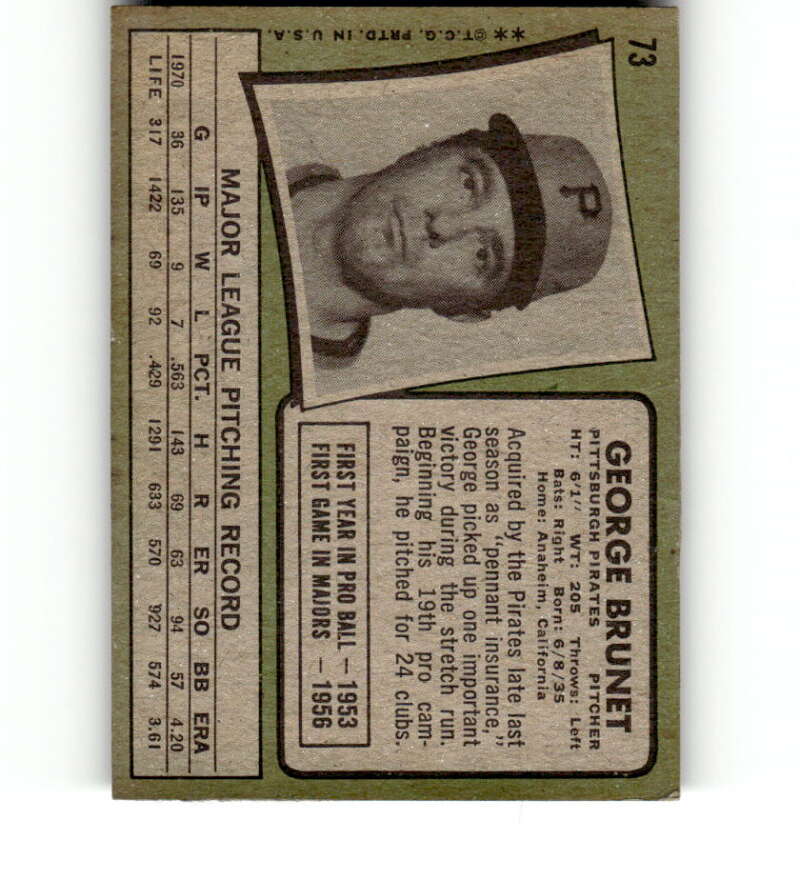 73
**©T.C.G. PRTD. IN U.S.A.
P
GEORGE BRUNET
PITTSBURGH PIRATES PITCHER
HT: 6'1" WT: 205 Throws: Left
Bats: Right Born: 6/8/35
Home: Anaheim, California
Acquired by the Pirates late last
season as "pennant insurance,"
George picked up one important
victory during the stretch run.
Beginning his 19th pro cam-
paign, he pitched for 24 clubs.
FIRST YEAR IN PRO BALL — 1953
FIRST GAME IN MAJORS — 1956
MAJOR LEAGUE PITCHING RECORD
G IP W L PCT. H R ER SO BB ERA
1970 36 135 9 7 .563 143 69 63 94 57 4.20
LIFE 317 1422 69 92 .429 1291 633 570 927 574 3.61